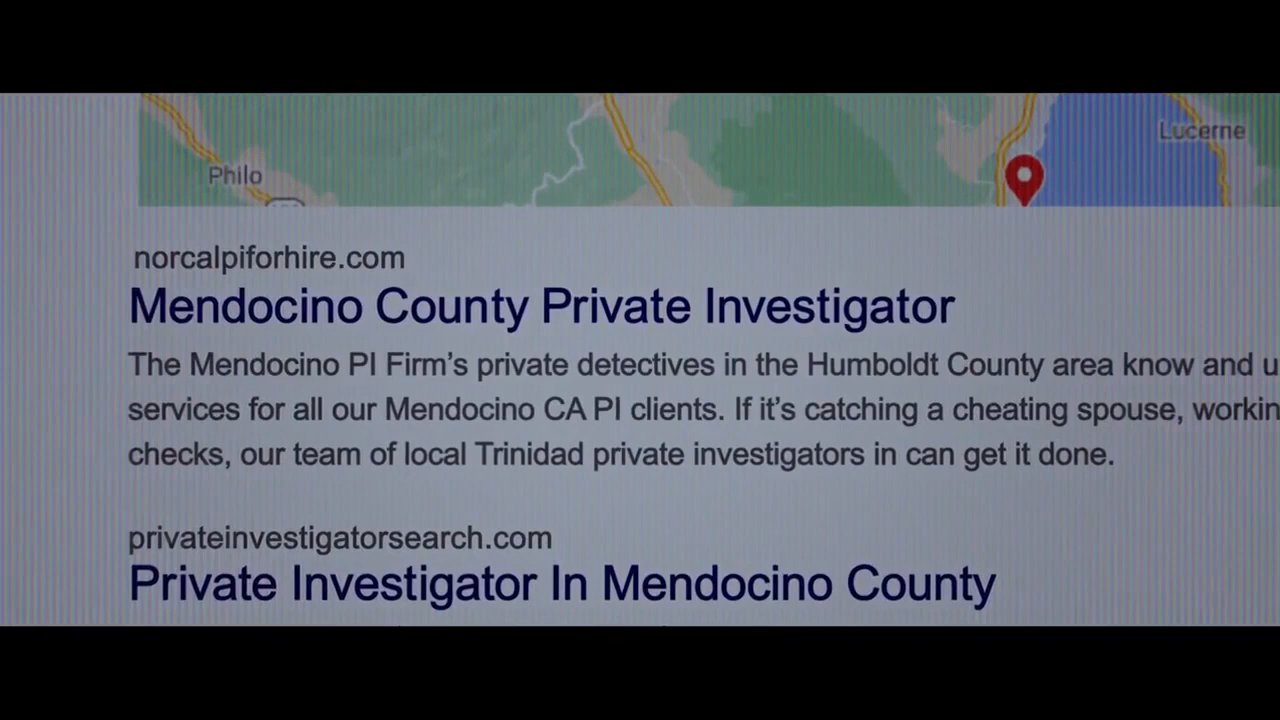 Lucerne
Philo
norcalpiforhire.com
Mendocino County Private Investigator
The Mendocino PI Firm's private detectives in the Humboldt County area know and u
services for all our Mendocino CA PI clients. If it's catching a cheating spouse, workin
checks, our team of local Trinidad private investigators in can get it done.
privateinvestigatorsearch.com
Private Investigator In Mendocino County